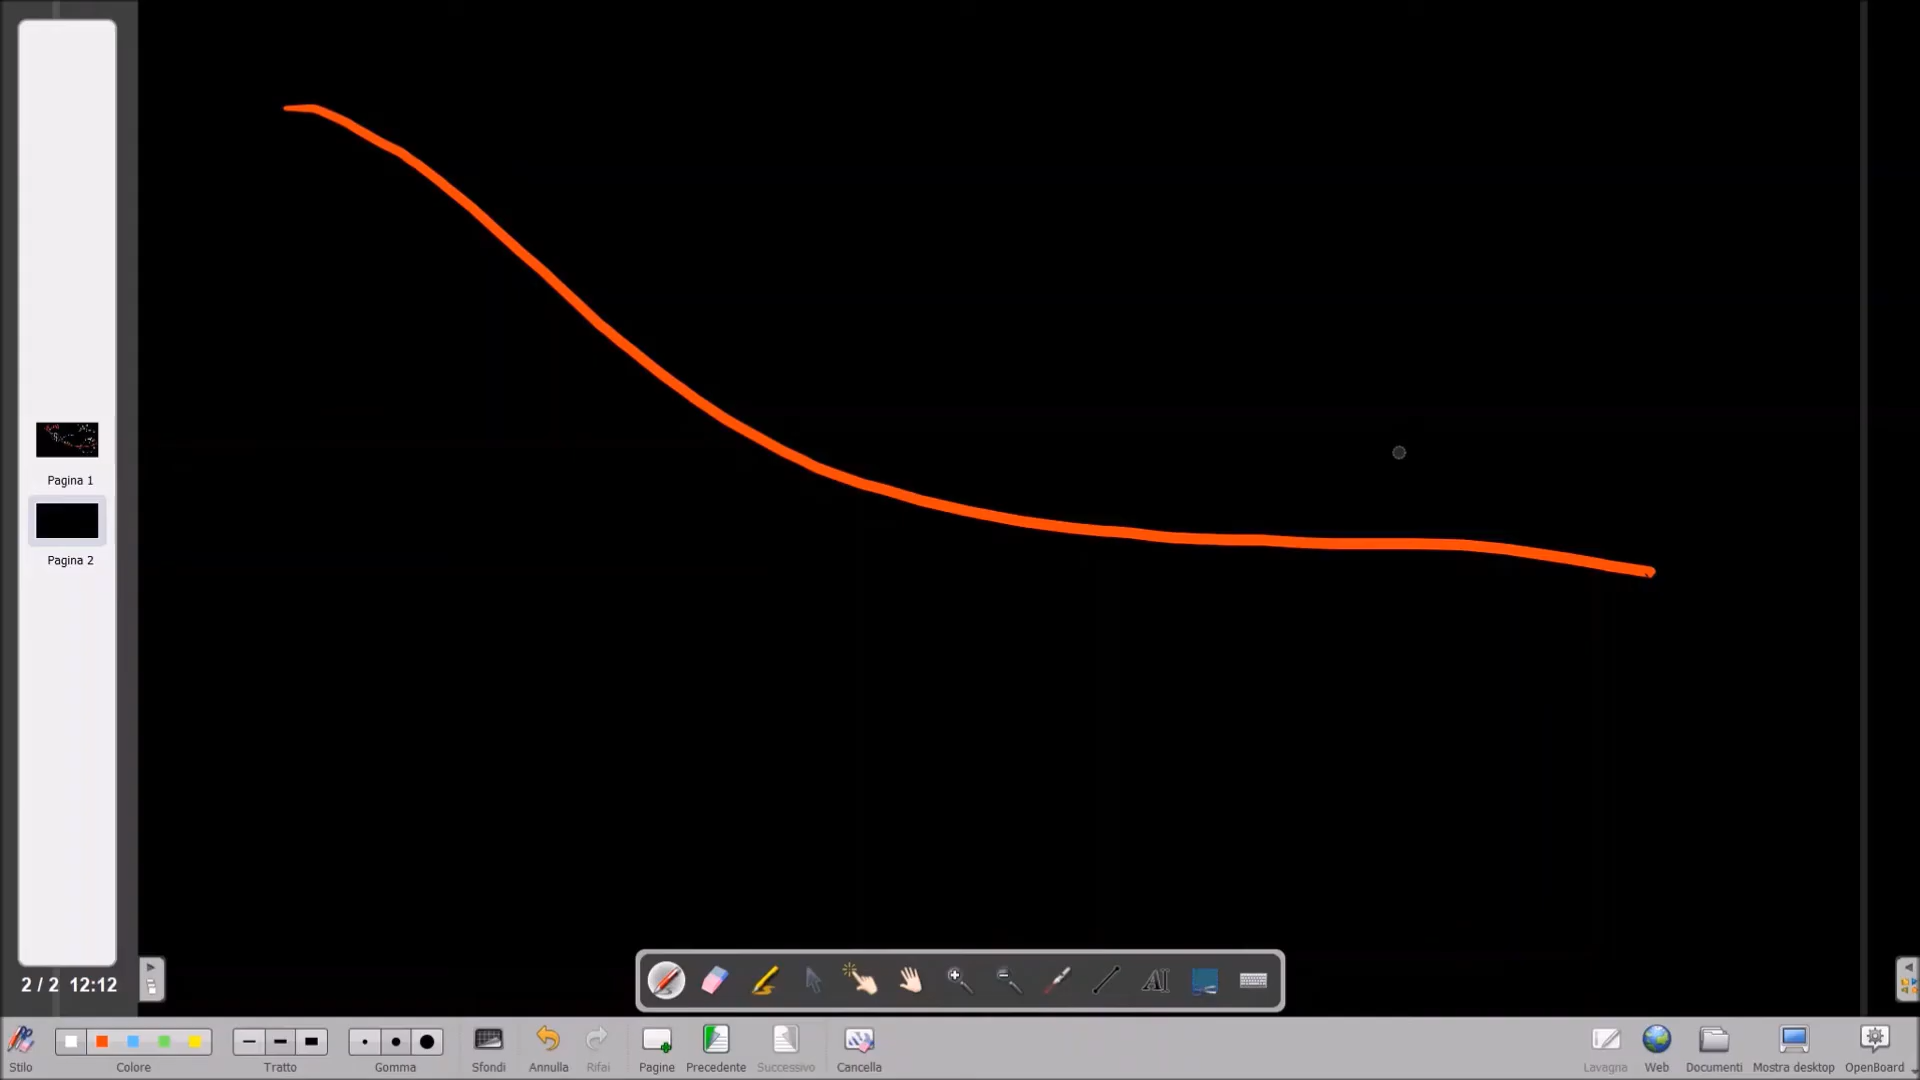 Pagina 1
Pagina 2
2 / 2 12:12
AI
Stilo
Colore
Tratto
Gomma
Sfondi
Annulla
Rifai
Pagine
Precedente
Successivo
Cancella
Lavagna
Web
Documenti
Mostra desktop
OpenBoard